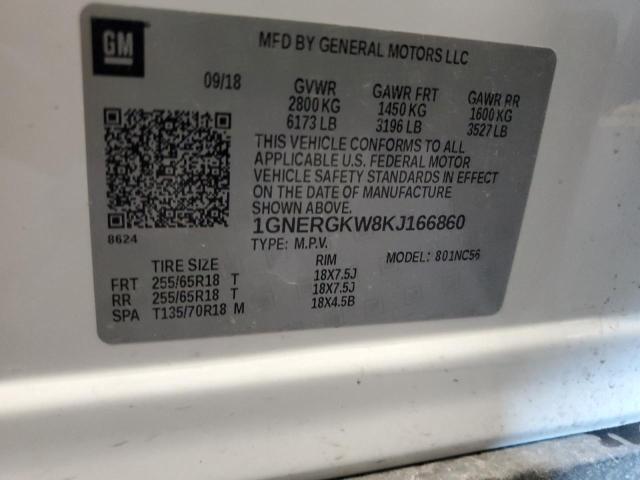 GM
MFD BY GENERAL MOTORS LLC
09/18 GVWR GAWR FRT GAWR RR
2800 KG 1450 KG 1600 KG
6173 LB 3196 LB 3527 LB
THIS VEHICLE CONFORMS TO ALL
APPLICABLE U.S. FEDERAL MOTOR
VEHICLE SAFETY STANDARDS IN EFFECT
ON THE DATE OF MANUFACTURE
SHOWN ABOVE.
8624
1GNERGKW8KJ166860
TYPE: M.P.V. MODEL: 801NC56
TIRE SIZE RIM
FRT 255/65R18 T 18X7.5J
RR 255/65R18 T 18X7.5J
SPA T135/70R18 M 18X4.5B